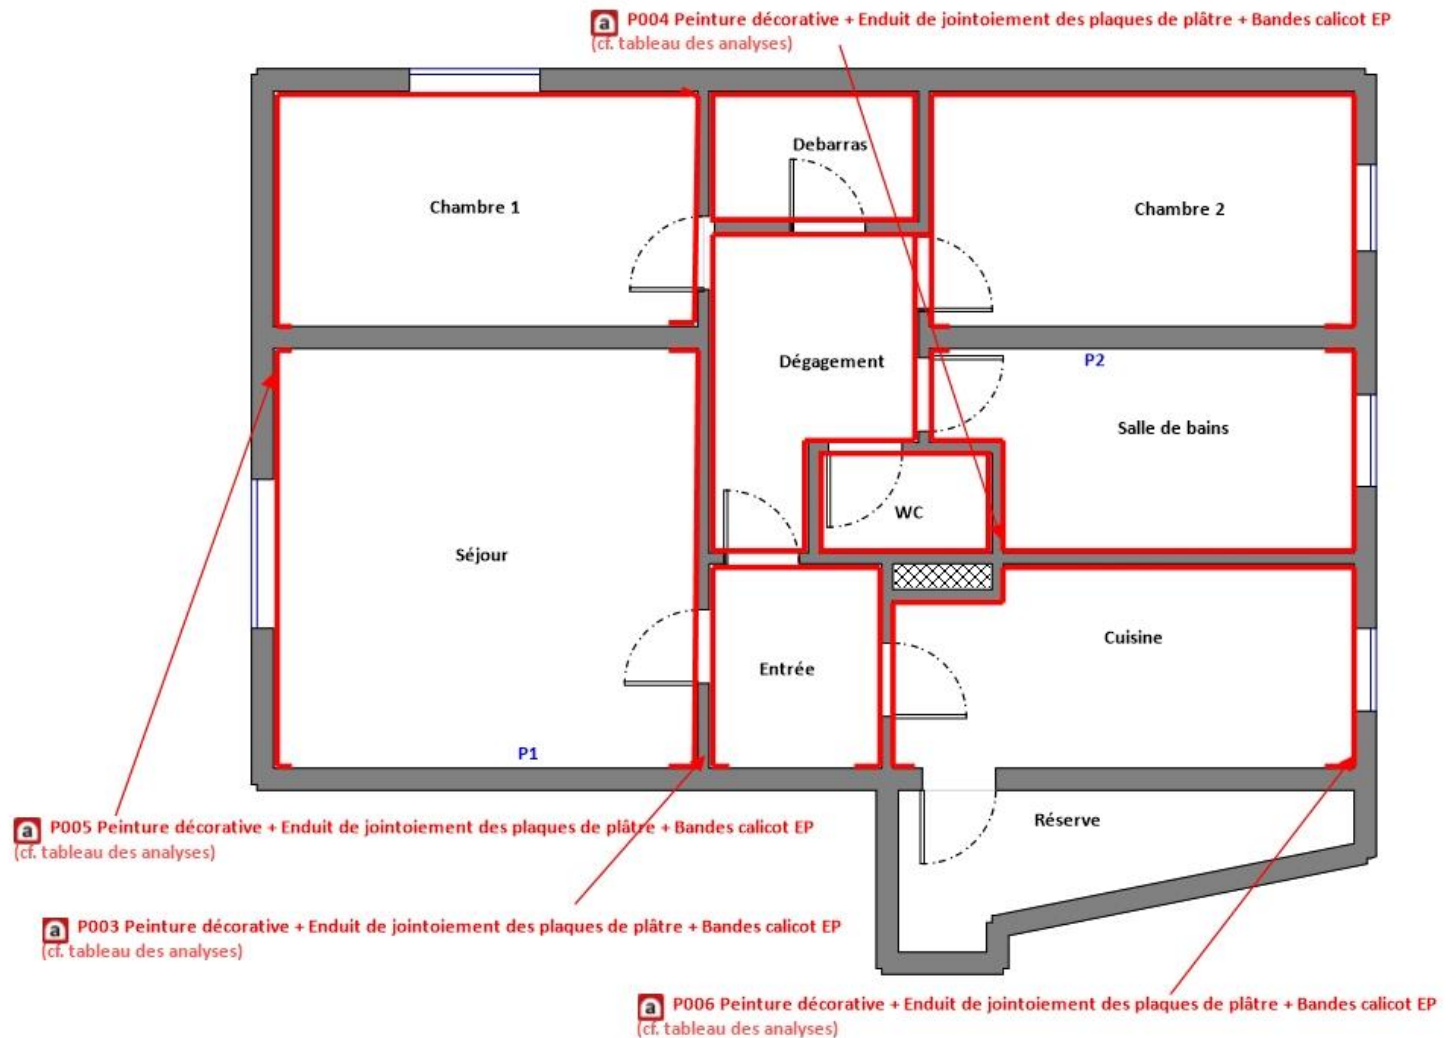 a P004 Peinture décorative + Enduit de jointoiement des plaques de plâtre + Bandes calicot EP
(cf. tableau des analyses)
Debarras
Chambre 1
Chambre 2
Dégagement
P2
Salle de bains
WC
Séjour
Cuisine
Entrée
P1
Réserve
a P005 Peinture décorative + Enduit de jointoiement des plaques de plâtre + Bandes calicot EP
(cf. tableau des analyses)
a P003 Peinture décorative + Enduit de jointoiement des plaques de plâtre + Bandes calicot EP
(cf. tableau des analyses)
a P006 Peinture décorative + Enduit de jointoiement des plaques de plâtre + Bandes calicot EP
(cf. tableau des analyses)